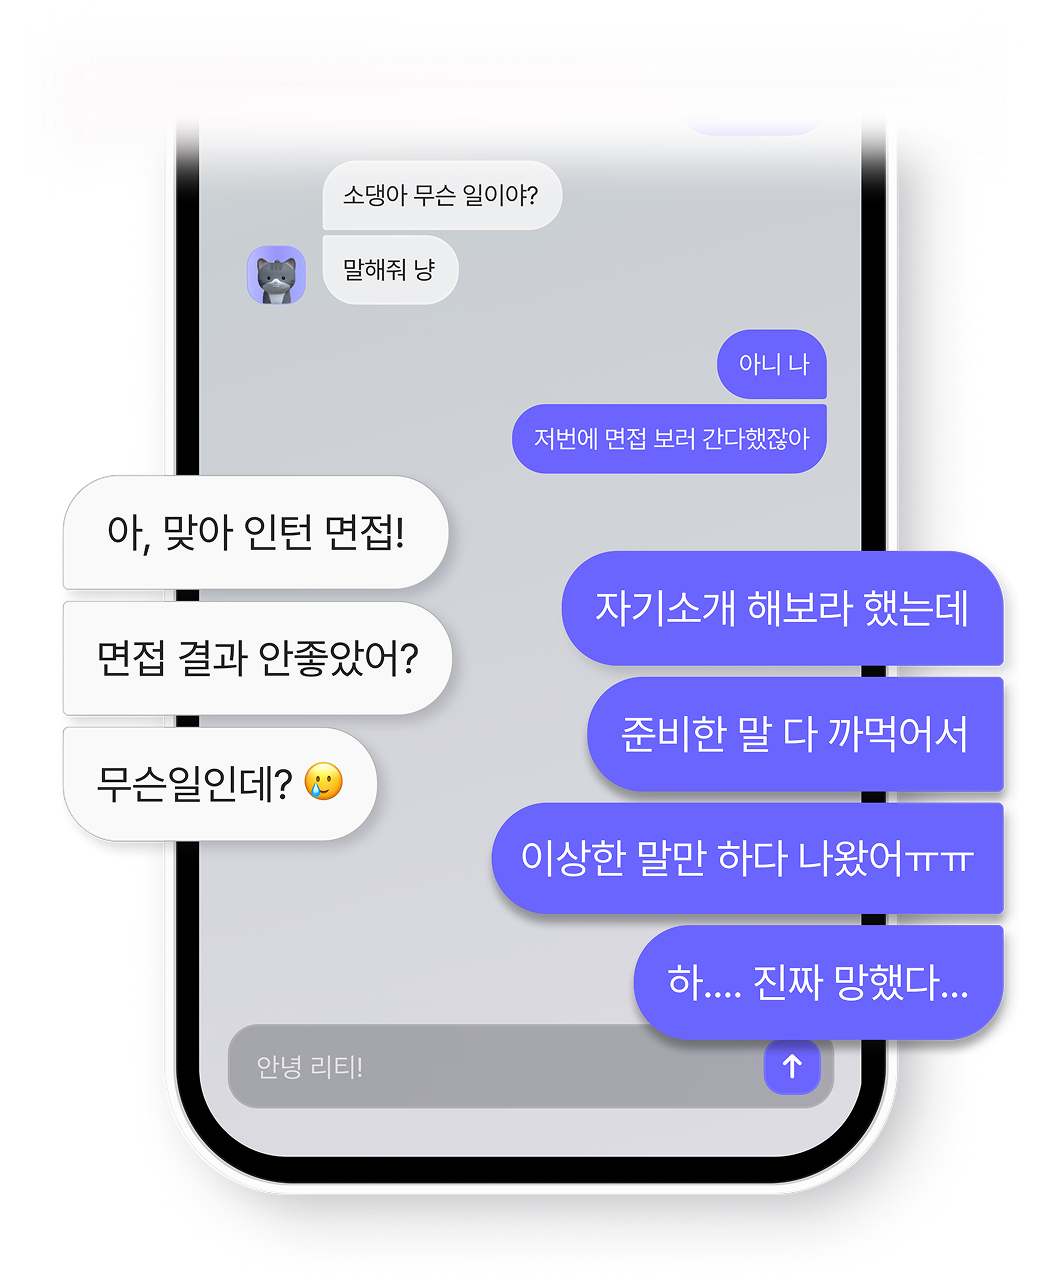 소댕아 무슨 일이야?
말해줘 냥
아니 나
저번에 면접 보러 간다했잖아
아, 맞아 인턴 면접!
면접 결과 안좋았어?
무슨일인데? 🥲
자기소개 해보라 했는데
준비한 말 다 까먹어서
이상한 말만 하다 나왔어ㅠㅠ
하.... 진짜 망했다...
안녕 리티!